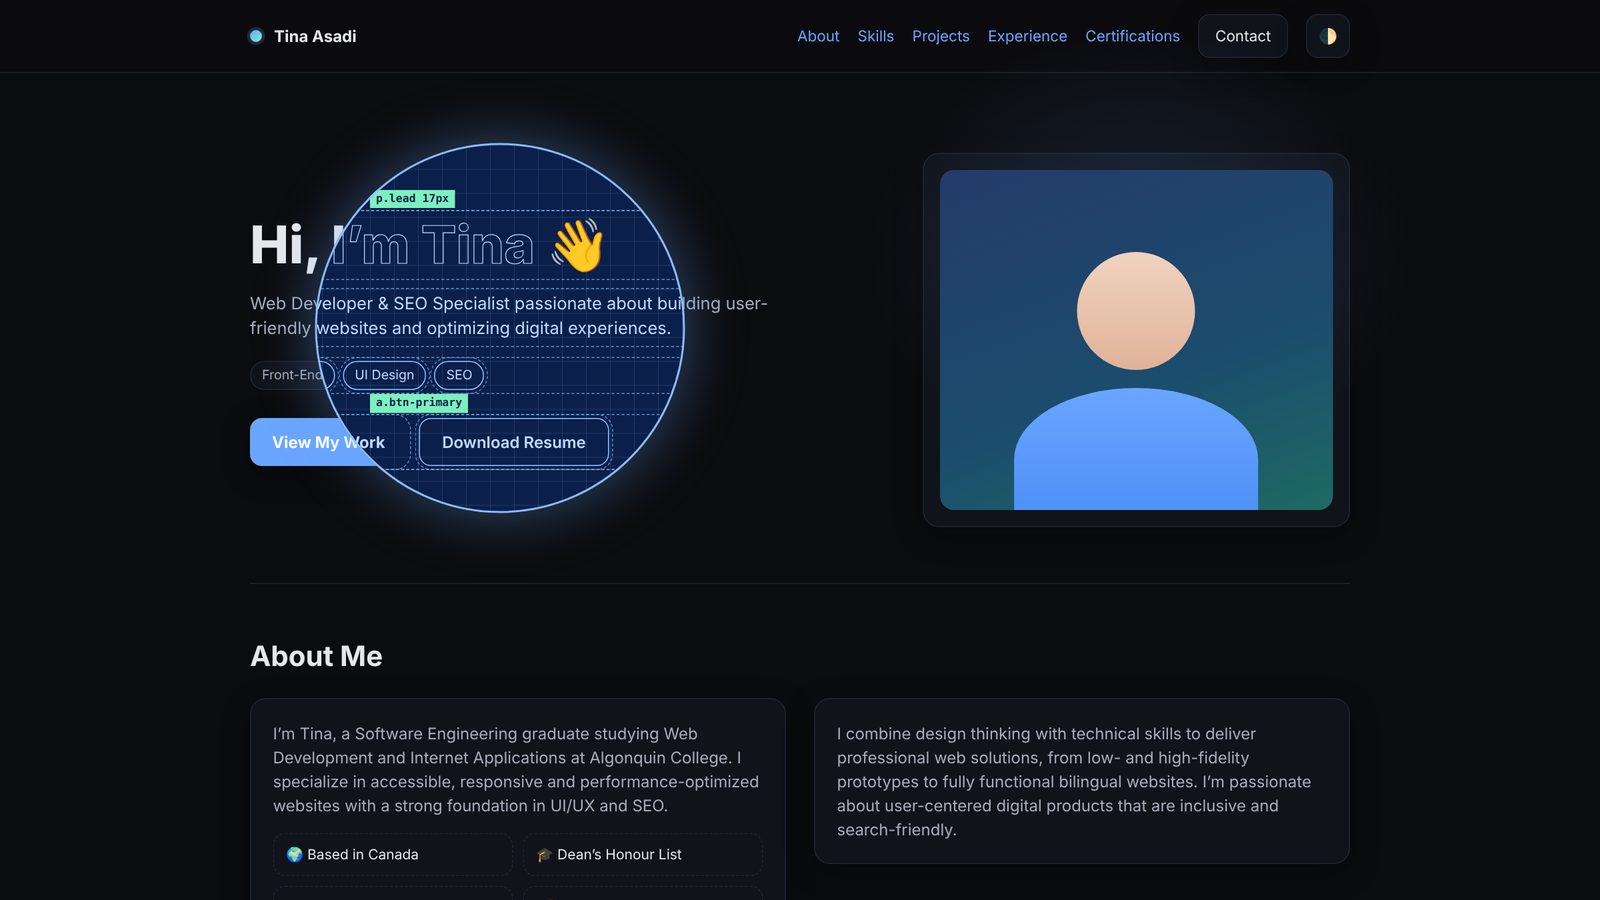 Tina Asadi
About Skills Projects Experience Certifications Contact
p.lead 17px
Hi, I’m Tina 👋
Web Developer & SEO Specialist passionate about building user-
friendly websites and optimizing digital experiences.
Front-End UI Design SEO
a.btn-primary
View My Work Download Resume
About Me
I’m Tina, a Software Engineering graduate studying Web
Development and Internet Applications at Algonquin College. I
specialize in accessible, responsive and performance-optimized
websites with a strong foundation in UI/UX and SEO.
🌍 Based in Canada 🎓 Dean’s Honour List
I combine design thinking with technical skills to deliver
professional web solutions, from low- and high-fidelity
prototypes to fully functional bilingual websites. I’m passionate
about user-centered digital products that are inclusive and
search-friendly.